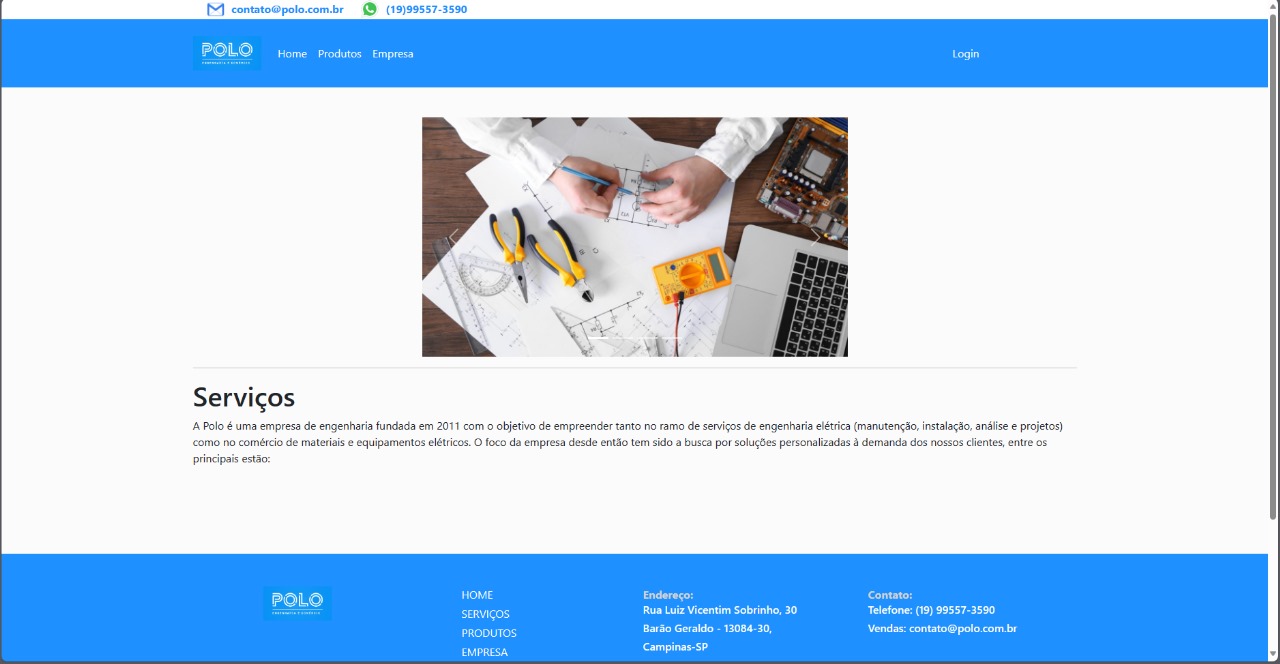 contato@polo.com.br (19)99557-3590
POLO Home Produtos Empresa Login
ENGENHARIA E COMÉRCIO
Serviços
A Polo é uma empresa de engenharia fundada em 2011 com o objetivo de empreender tanto no ramo de serviços de engenharia elétrica (manutenção, instalação, análise e projetos)
como no comércio de materiais e equipamentos elétricos. O foco da empresa desde então tem sido a busca por soluções personalizadas à demanda dos nossos clientes, entre os
principais estão:
POLO
HOME
SERVIÇOS
PRODUTOS
EMPRESA
Endereço:
Rua Luiz Vicentim Sobrinho, 30
Barão Geraldo - 13084-30,
Campinas-SP
Contato:
Telefone: (19) 99557-3590
Vendas: contato@polo.com.br